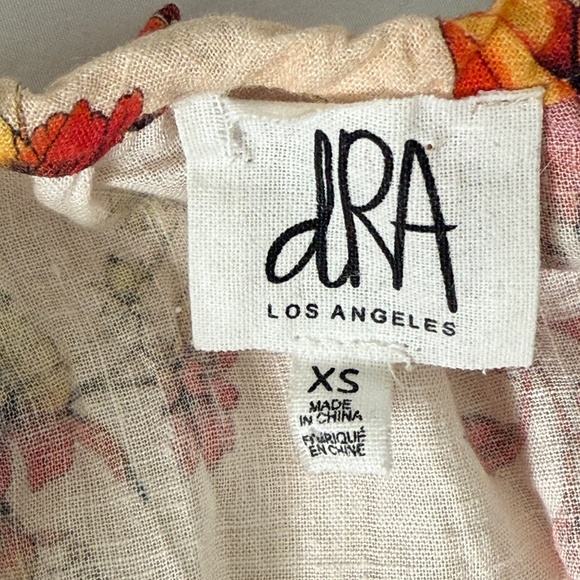 dRA
LOS ANGELES
XS
MADE
IN CHINA
FABRIQUÉ
EN CHINE